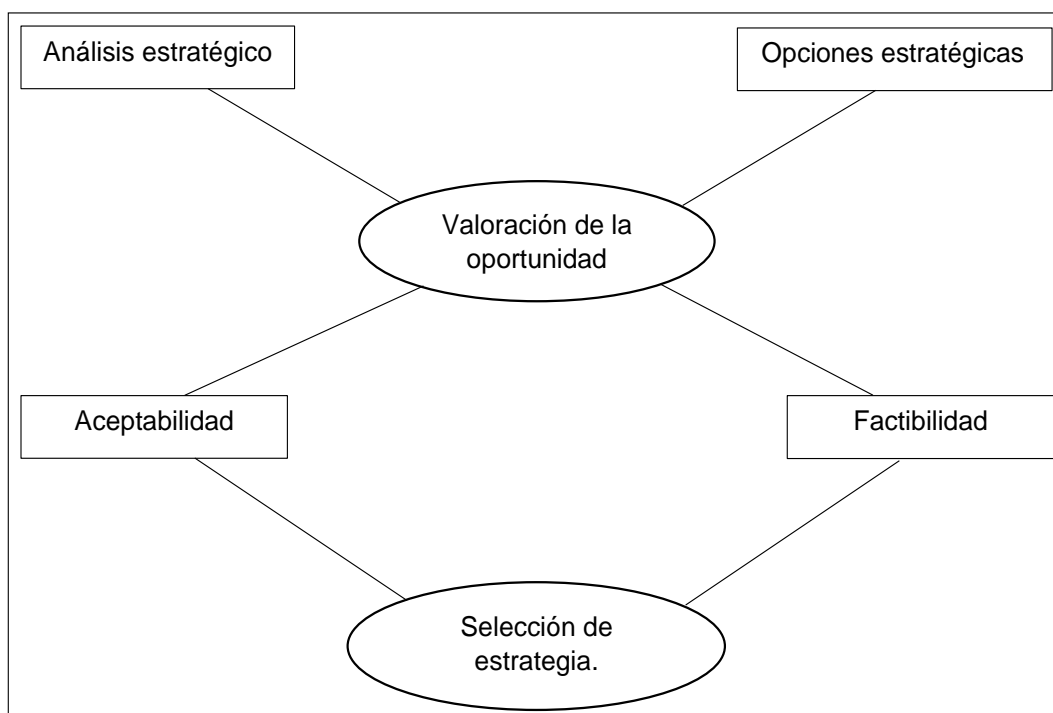 Análisis estratégico
Opciones estratégicas
Valoración de la
oportunidad
Aceptabilidad
Factibilidad
Selección de
estrategia.